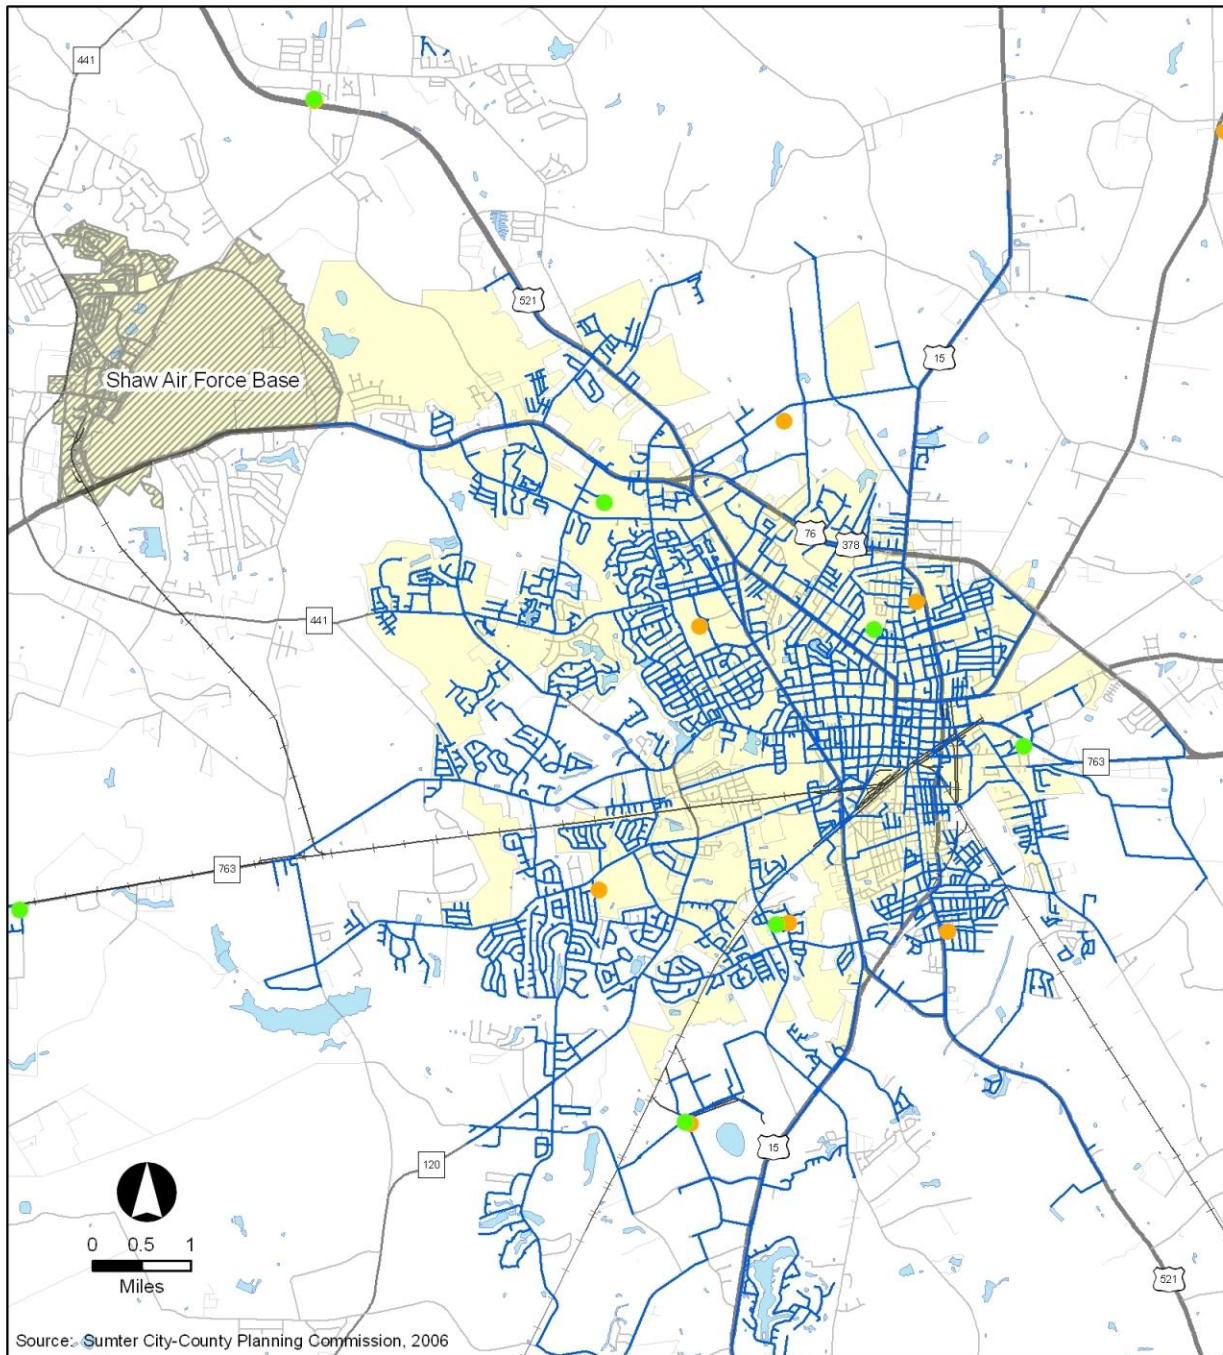 441
521
15
Shaw Air Force Base
76
378
441
763
763
120
15
0 0.5 1
Miles
521
Source: Sumter City-County Planning Commission, 2006